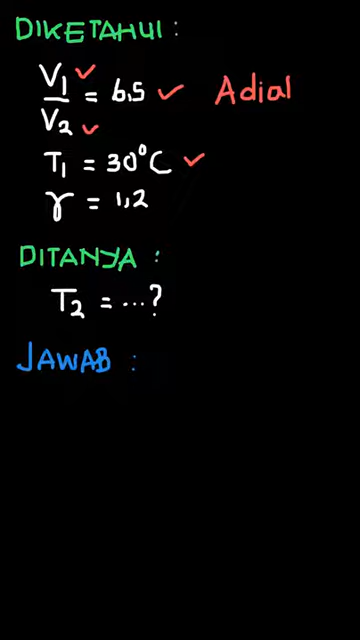 DIKETAHUI :
V₁/V₂ = 6,5 Adial
T₁ = 30°C
γ = 1,2
DITANYA :
T₂ = ...?
JAWAB :